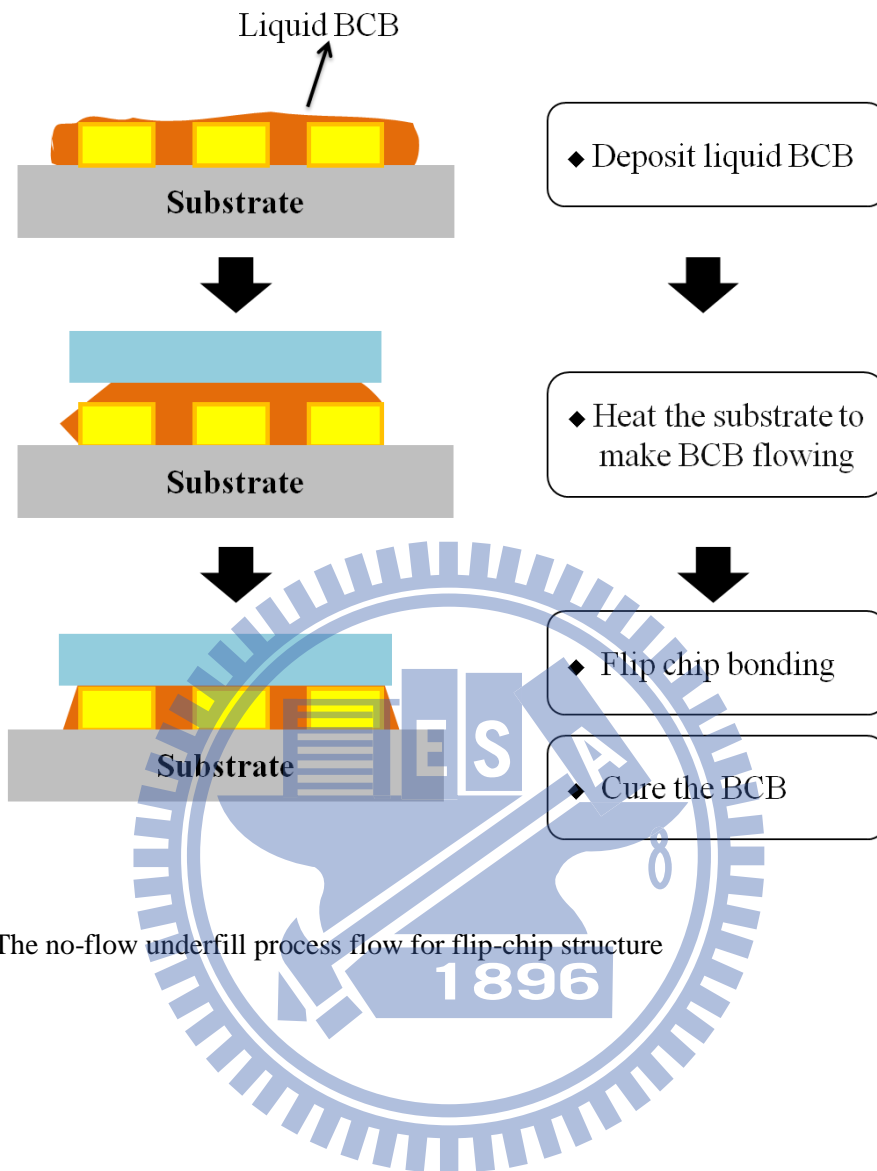 Liquid BCB
Substrate
◆ Deposit liquid BCB
Substrate
◆ Heat the substrate to
make BCB flowing
Substrate
◆ Flip chip bonding
◆ Cure the BCB
E S A
8
The no-flow underfill process flow for flip-chip structure
1896